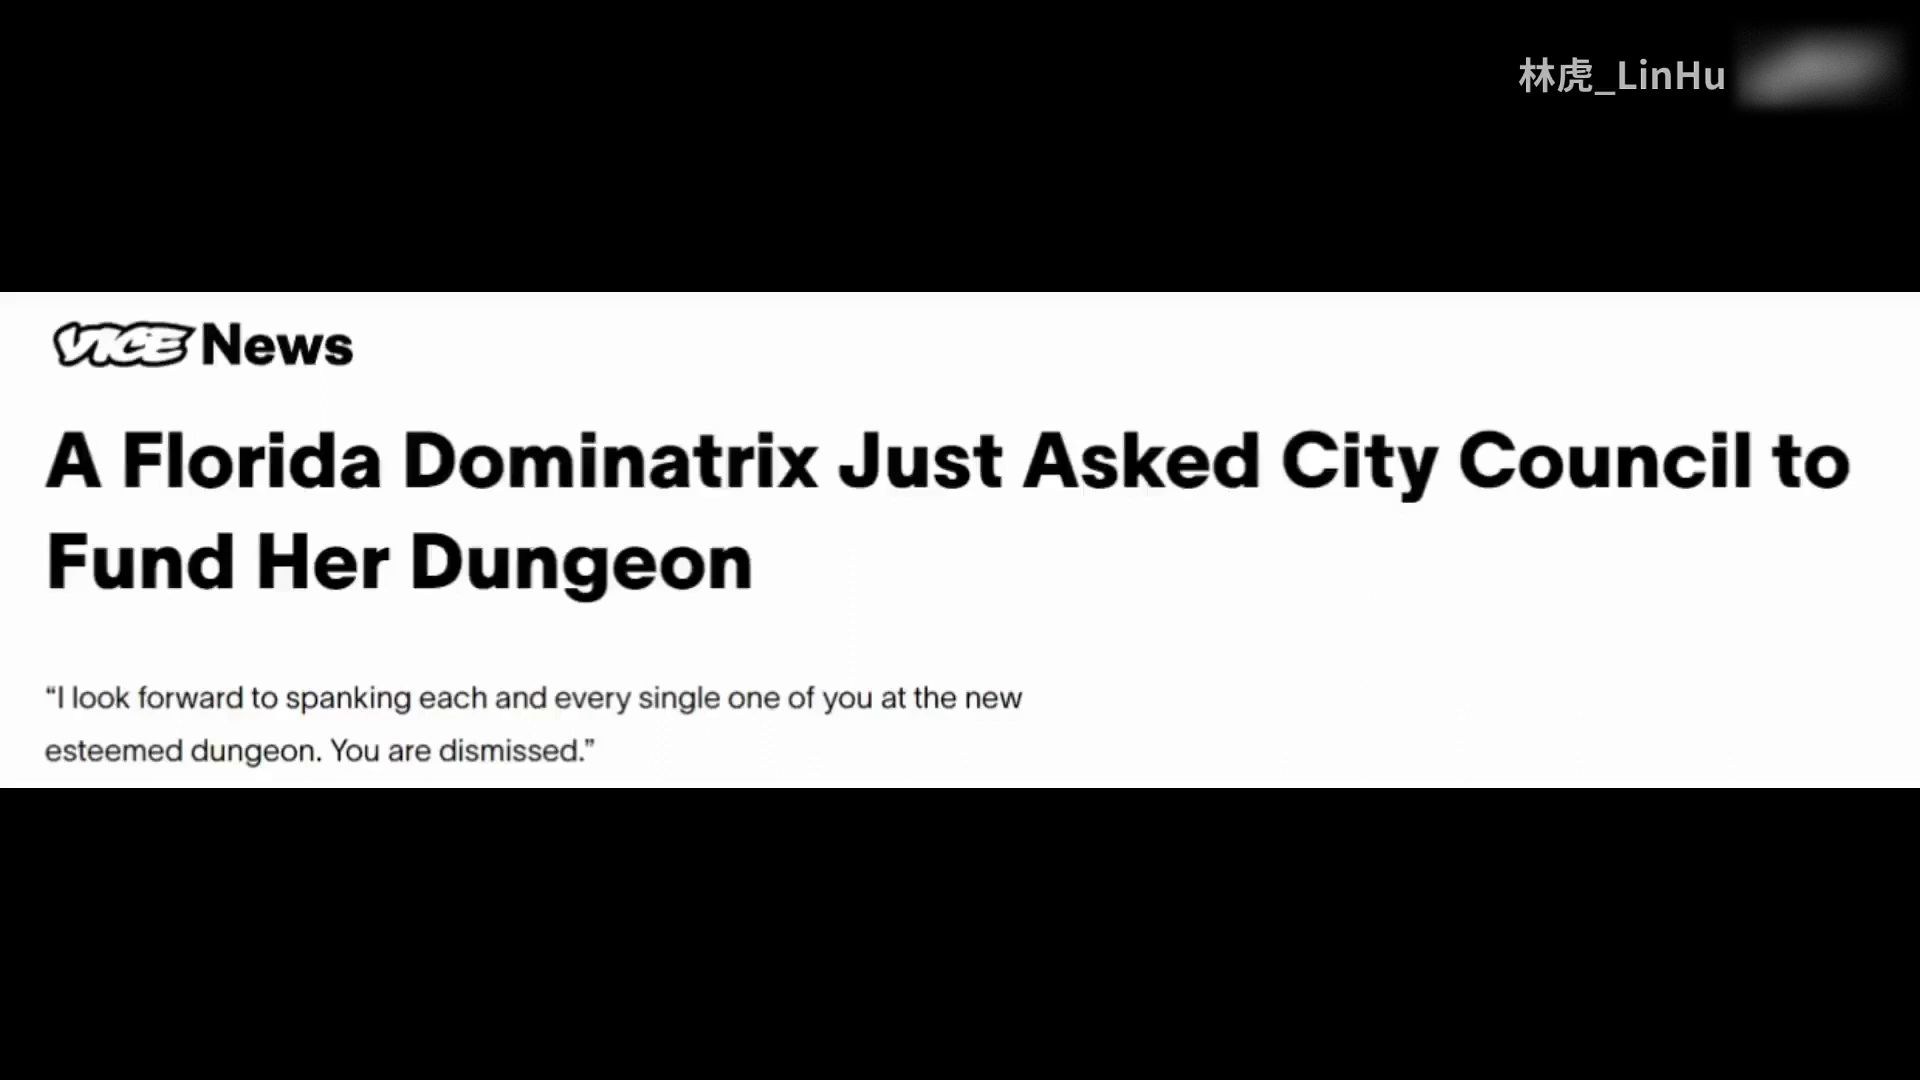 林虎_LinHu
VICE News
A Florida Dominatrix Just Asked City Council to
Fund Her Dungeon
“I look forward to spanking each and every single one of you at the new
esteemed dungeon. You are dismissed.”